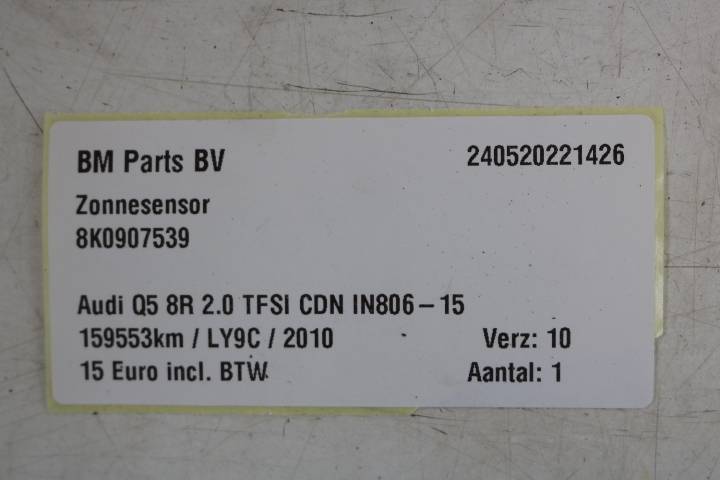 BM Parts BV 240520221426
Zonnesensor
8K0907539
Audi Q5 8R 2.0 TFSI CDN IN806-15
159553km / LY9C / 2010 Verz: 10
15 Euro incl. BTW Aantal: 1